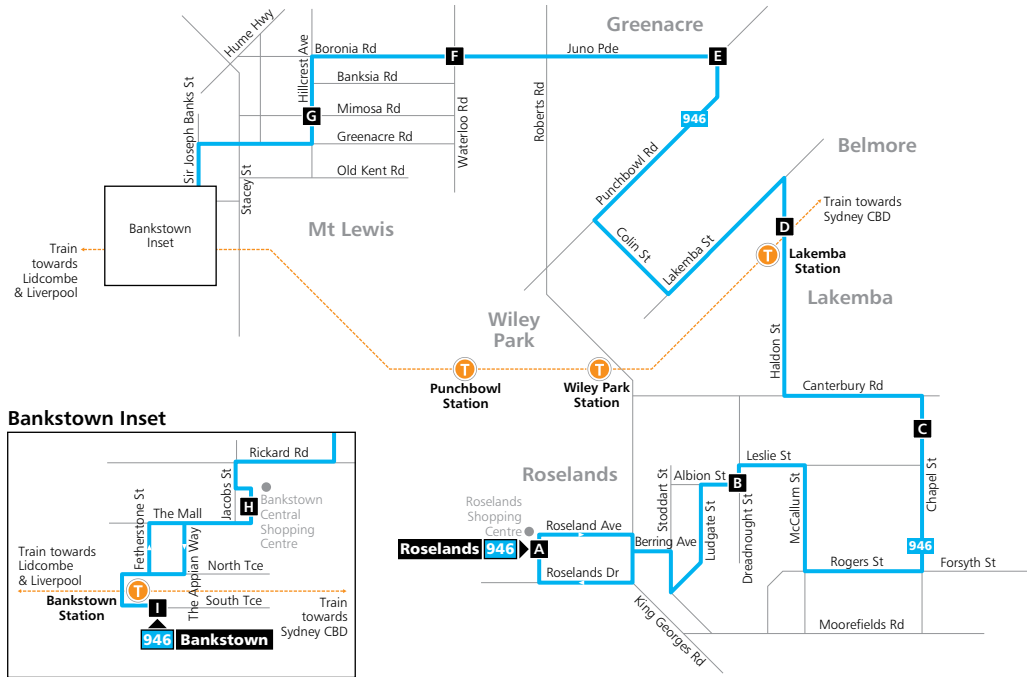 Greenacre
Hume Hwy
Hillcrest Ave
Boronia Rd
F
Juno Pde
E
Banksia Rd
Sir Joseph Banks St
G
Mimosa Rd
Waterloo Rd
Roberts Rd
946
Greenacre Rd
Punchbowl Rd
Belmore
Old Kent Rd
Stacey St
Train towards
Sydney CBD
Bankstown
Inset
Mt Lewis
D
Colin St
Lakemba St
Train
towards
Lidcombe
& Liverpool
T
Lakemba
Station
Lakemba
Wiley
Park
Haldon St
T
Punchbowl
Station
T
Wiley Park
Station
Canterbury Rd
Bankstown Inset
C
Rickard Rd
Leslie St
Roselands
Stoddart St
Albion St
B
McCallum St
Chapel St
Jacobs St
Bankstown
Central
Shopping
Centre
H
Fetherstone St
The Mall
Roselands
Shopping
Centre
Roseland Ave
Ludgate St
Dreadnought St
Roselands 946
A
Berring Ave
946
The Appian Way
Train towards
Lidcombe
& Liverpool
North Tce
Roselands Dr
Rogers St
Forsyth St
T
Bankstown
Station
South Tce
I
Train
towards
Sydney CBD
King Georges Rd
Moorefields Rd
946 Bankstown